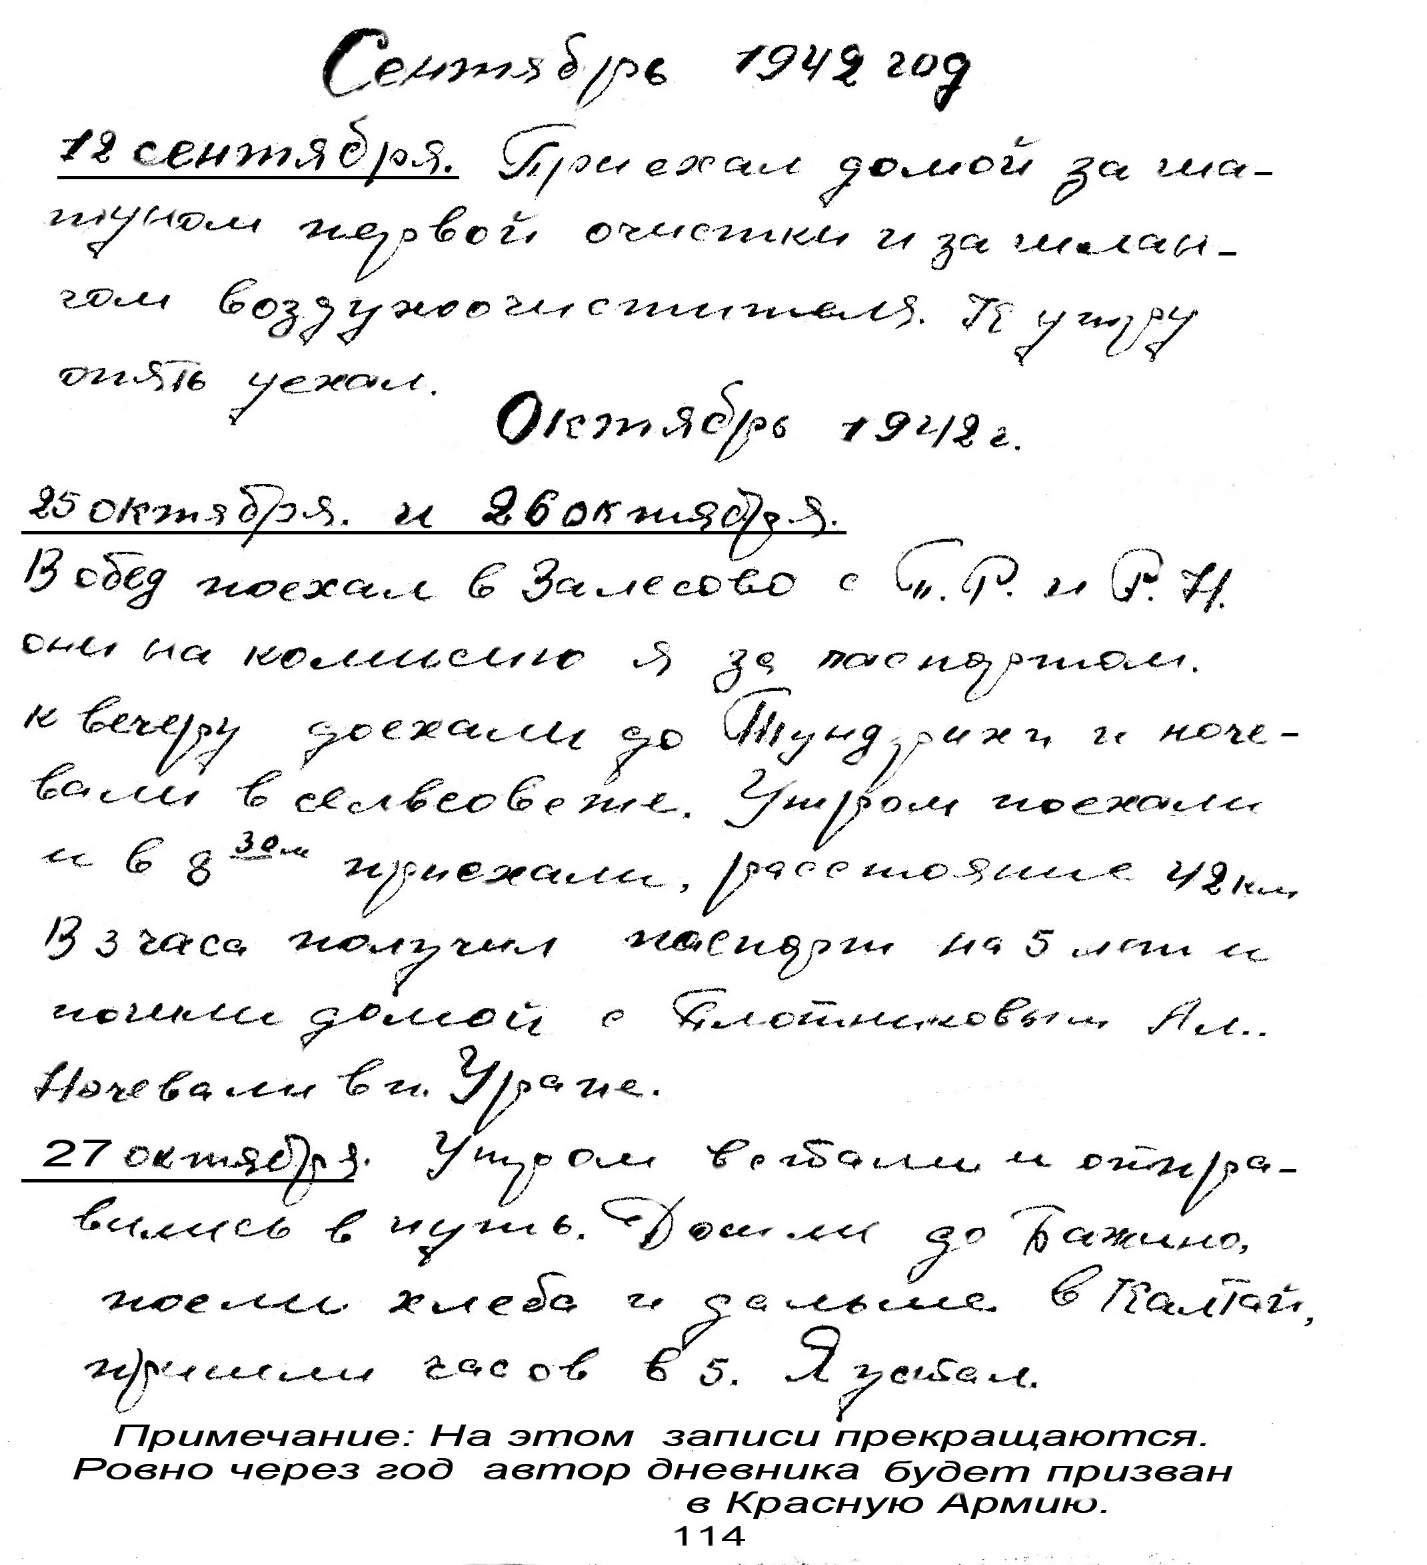 Сентябрь 1942 год
12 сентября. Приехал домой за ша-
туном первой очистки и за шлан-
гом воздухоочистителя. К утру
опять уехал.
Октябрь 1942 г.
25 октября. и 26 октября.
В обед поехал в Залесово с П. Р. и Р. Н.
они на комиссию я за паспортом.
к вечеру доехали до Тундрихи и ноче-
вали в сельсовете. Утром поехали
и в 8 30м приехали, расстояние 42 км
В 3 часа получил паспорт на 5 лет и
пошли домой с Плотниковым Ал..
Ночевали в п. Уране.
27 октября. Утром встали и отпра-
вились в путь. Дошли до Бажино,
поели хлеба и дальше в Калтай,
пришли часов в 5. Я устал.
Примечание: На этом записи прекращаются.
Ровно через год автор дневника будет призван
в Красную Армию.
114